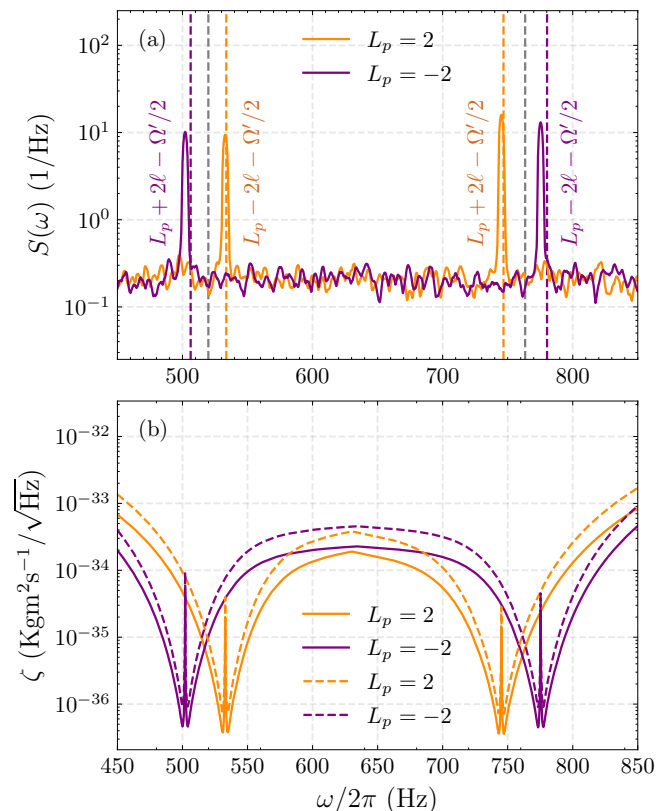 (a)
L_p = 2
L_p = −2
10^2
10^1
10^0
10^{−1}
S(ω) (1/Hz)
L_p + 2ℓ − Ω′/2
L_p − 2ℓ − Ω′/2
L_p + 2ℓ − Ω′/2
L_p − 2ℓ − Ω′/2
500 600 700 800
(b)
10^{−32}
10^{−33}
10^{−34}
10^{−35}
10^{−36}
ζ (Kgm²s^{−1}/√Hz)
L_p = 2
L_p = −2
L_p = 2
L_p = −2
450 500 550 600 650 700 750 800 850
ω/2π (Hz)